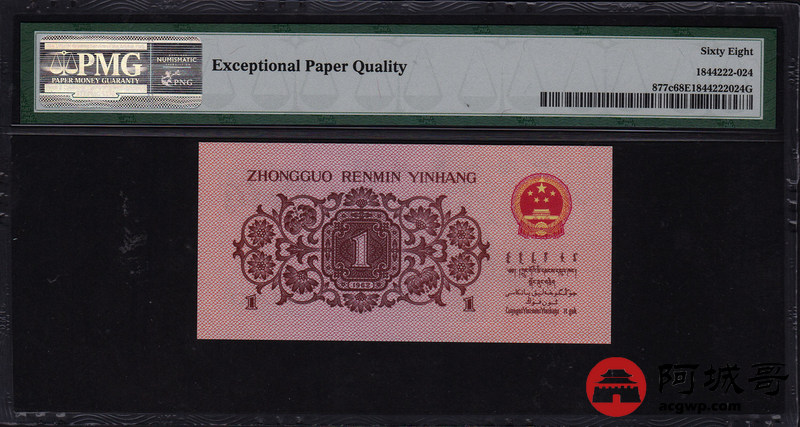 PMG
PAPER MONEY GUARANTY
NUMISMATIC
PNG
Exceptional Paper Quality
Sixty Eight
1844222-024
877c68E1844222024G
ZHONGGUO RENMIN YINHANG
1
1962
1
1
阿城哥
acgwp.com